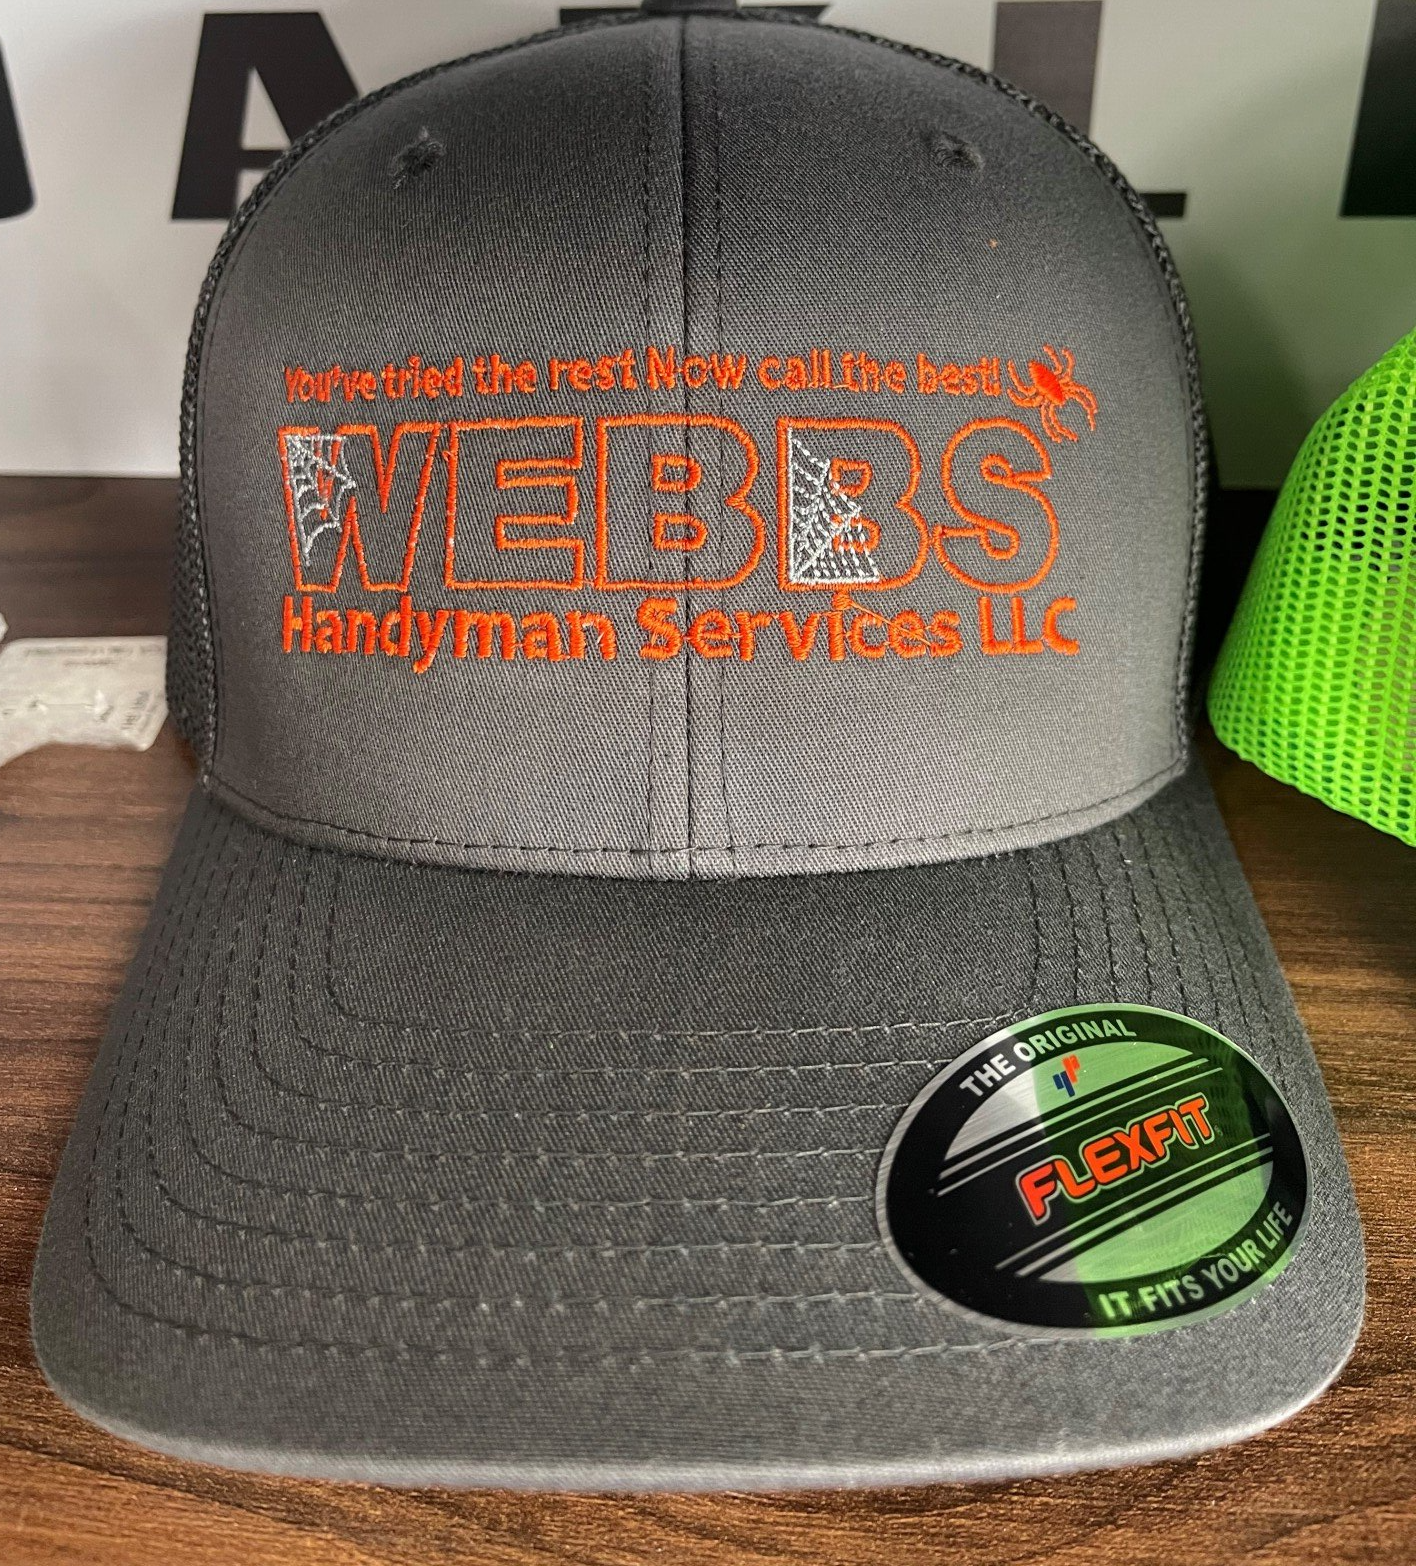 You've tried the rest Now call the best!
WEBBS
Handyman Services LLC
THE ORIGINAL
FLEXFIT
IT FITS YOUR LIFE